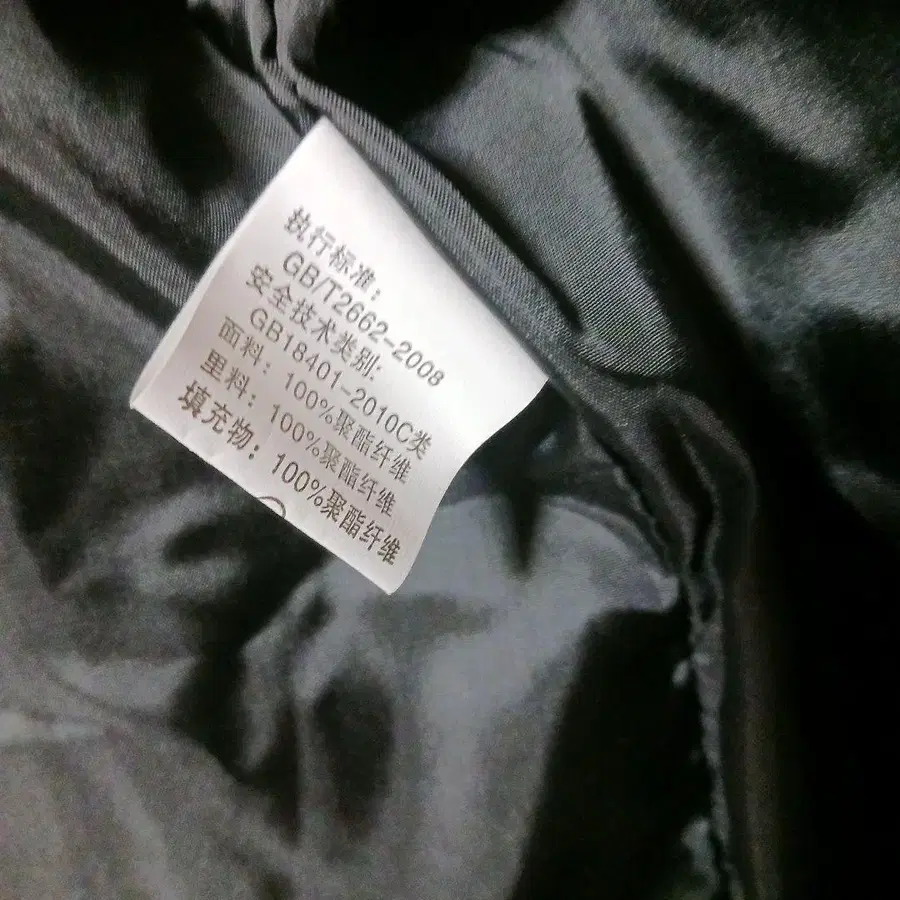 执行标准：
GB/T2662-2008
安全技术类别:
GB18401-2010C类
面料：100%聚酯纤维
里料：100%聚酯纤维
填充物：100%聚酯纤维